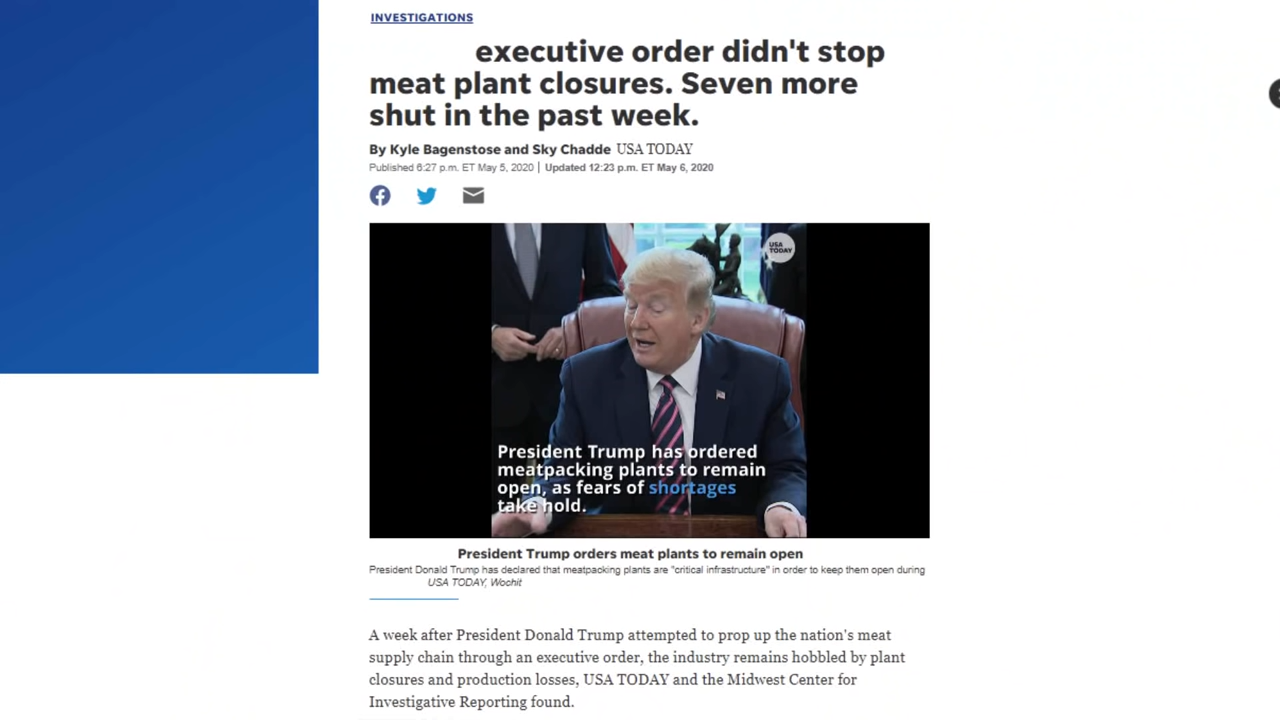 INVESTIGATIONS
executive order didn't stop
meat plant closures. Seven more
shut in the past week.
By Kyle Bagenstose and Sky Chadde USA TODAY
Published 6:27 p.m. ET May 5, 2020 | Updated 12:23 p.m. ET May 6, 2020
USA
TODAY
President Trump has ordered
meatpacking plants to remain
open, as fears of shortages
take hold.
President Trump orders meat plants to remain open
President Donald Trump has declared that meatpacking plants are "critical infrastructure" in order to keep them open during
USA TODAY, Wochit
A week after President Donald Trump attempted to prop up the nation's meat
supply chain through an executive order, the industry remains hobbled by plant
closures and production losses, USA TODAY and the Midwest Center for
Investigative Reporting found.